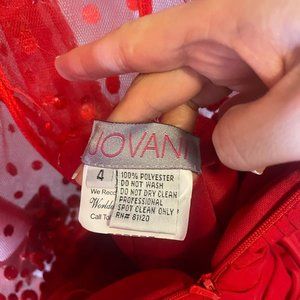 JOVANI
4
100% POLYESTER
DO NOT WASH
DO NOT DRY CLEAN
PROFESSIONAL
SPOT CLEAN ONLY
RN# 81120
We Rec
Worldw
Call To